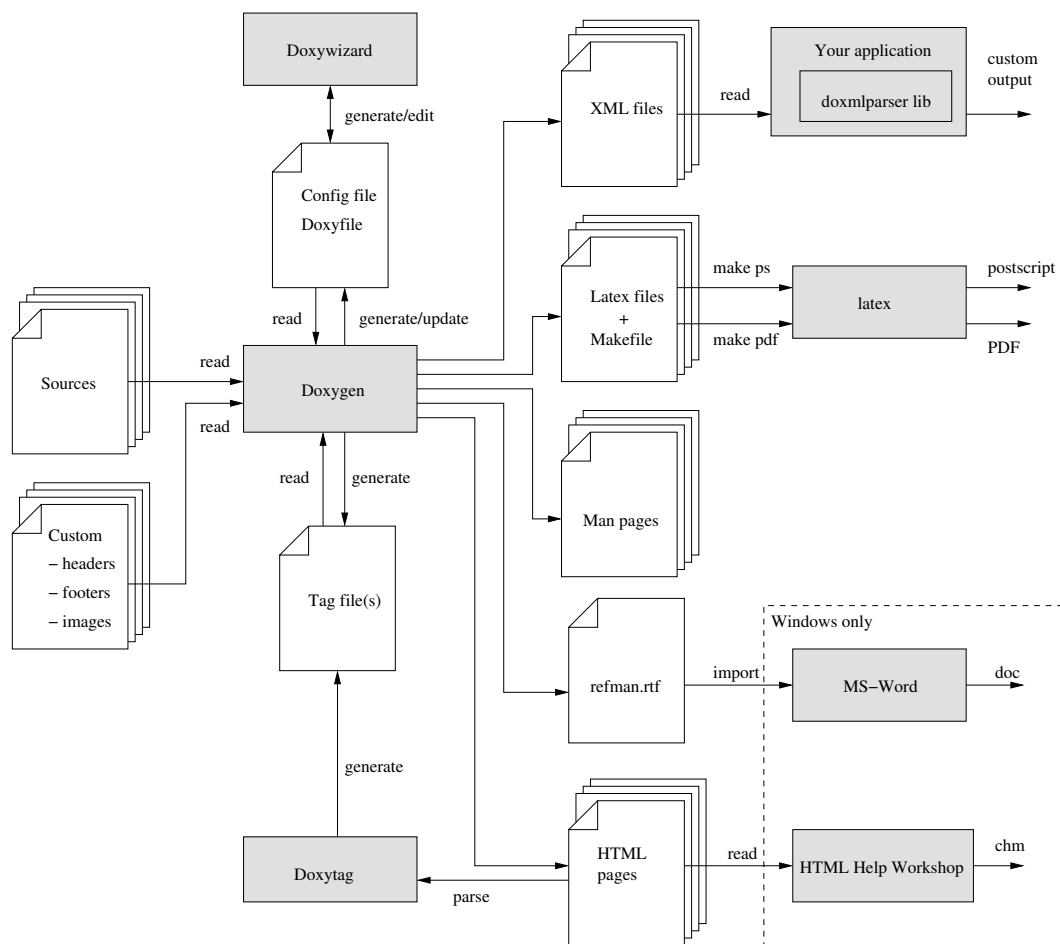 Doxywizard
generate/edit
Config file
Doxyfile
read
generate/update
Sources
read
Doxygen
read
Custom
– headers
– footers
– images
read
generate
Tag file(s)
generate
Doxytag
parse
XML files
read
Your application
doxmlparser lib
custom
output
Latex files
+
Makefile
make ps
make pdf
latex
postscript
PDF
Man pages
Windows only
refman.rtf
import
MS–Word
doc
HTML
pages
read
HTML Help Workshop
chm